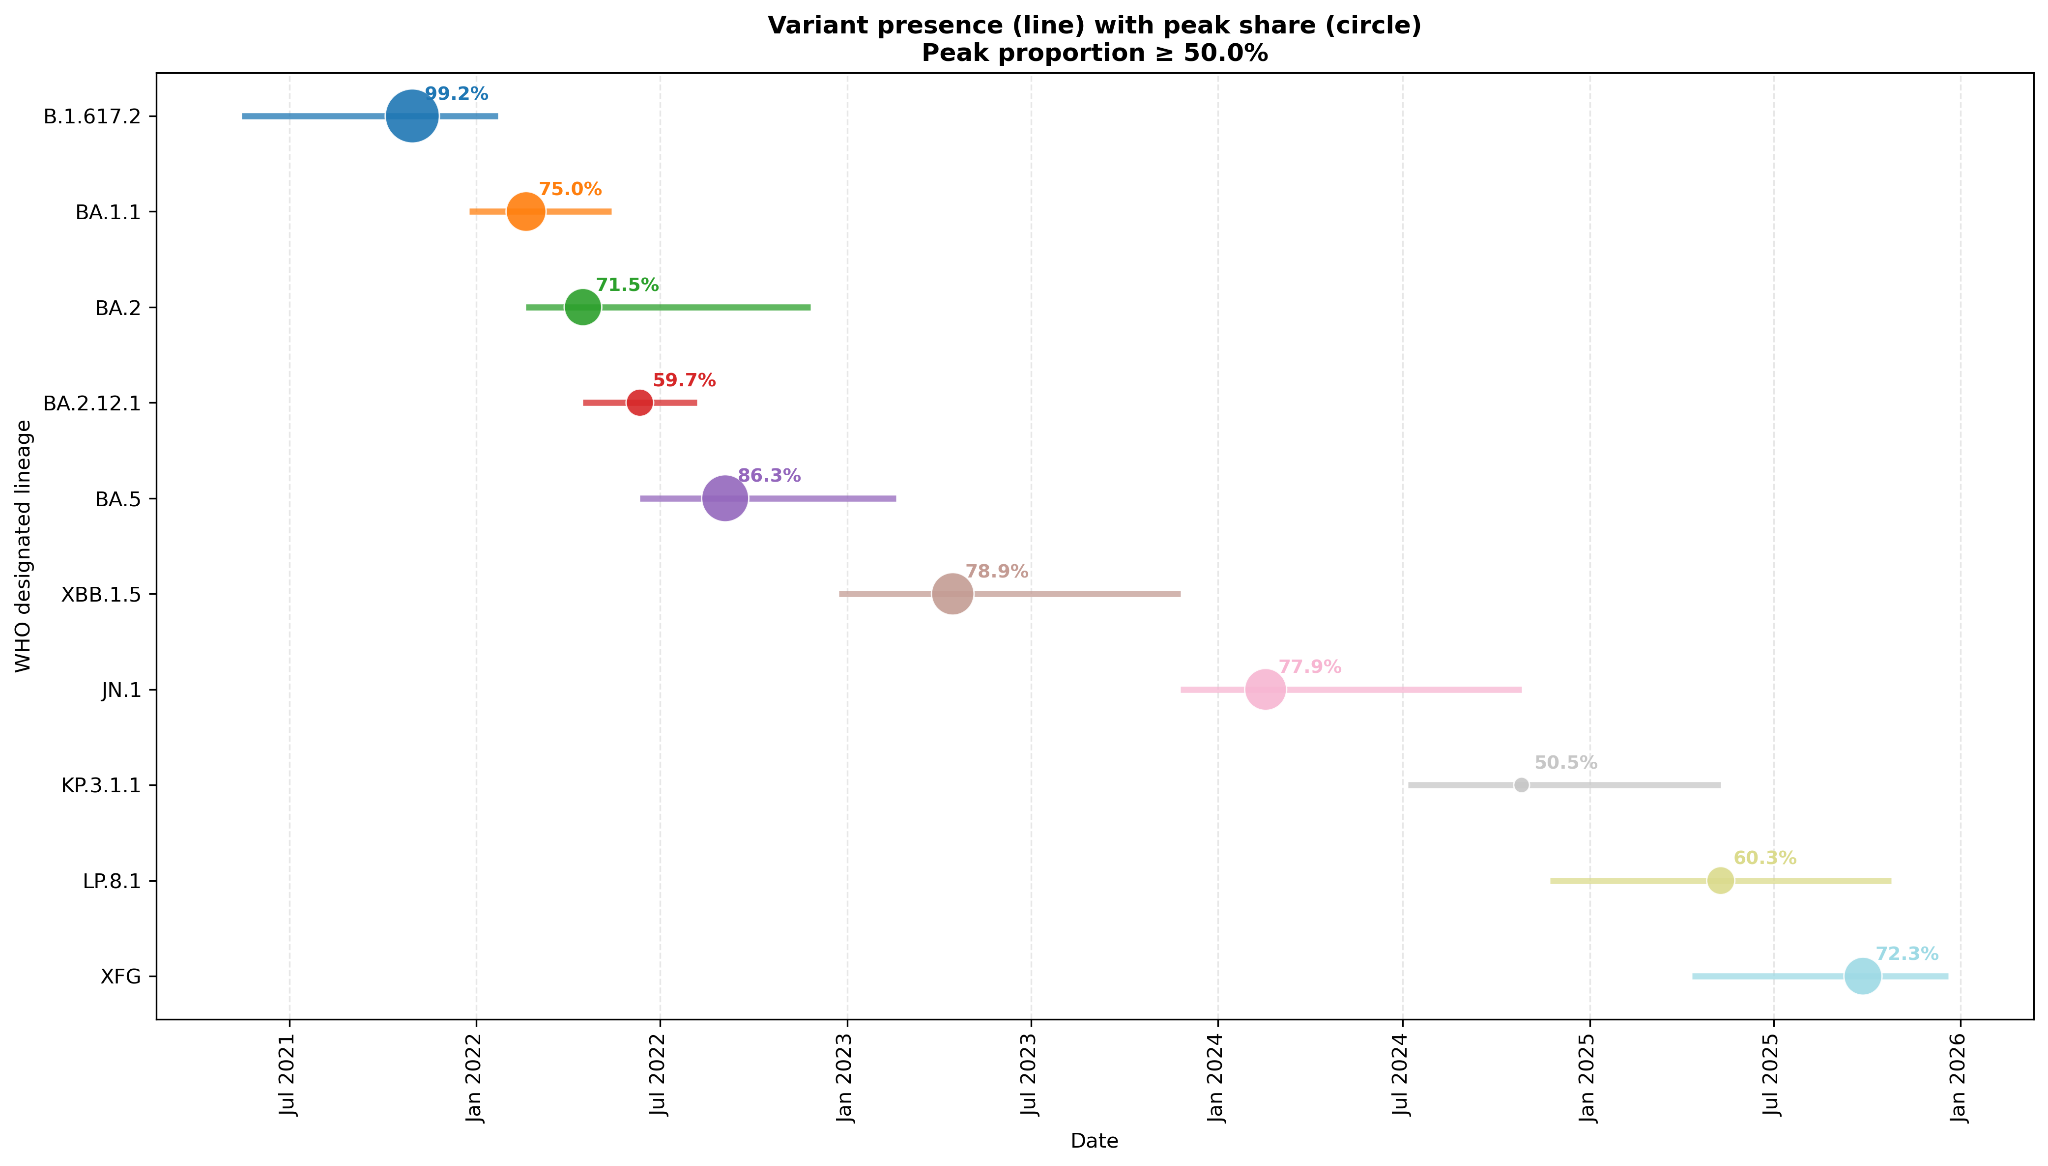 Variant presence (line) with peak share (circle)
Peak proportion ≥ 50.0%
WHO designated lineage
B.1.617.2
99.2%
BA.1.1
75.0%
BA.2
71.5%
BA.2.12.1
59.7%
BA.5
86.3%
XBB.1.5
78.9%
JN.1
77.9%
KP.3.1.1
50.5%
LP.8.1
60.3%
XFG
72.3%
Jul 2021
Jan 2022
Jul 2022
Jan 2023
Jul 2023
Jan 2024
Jul 2024
Jan 2025
Jul 2025
Jan 2026
Date